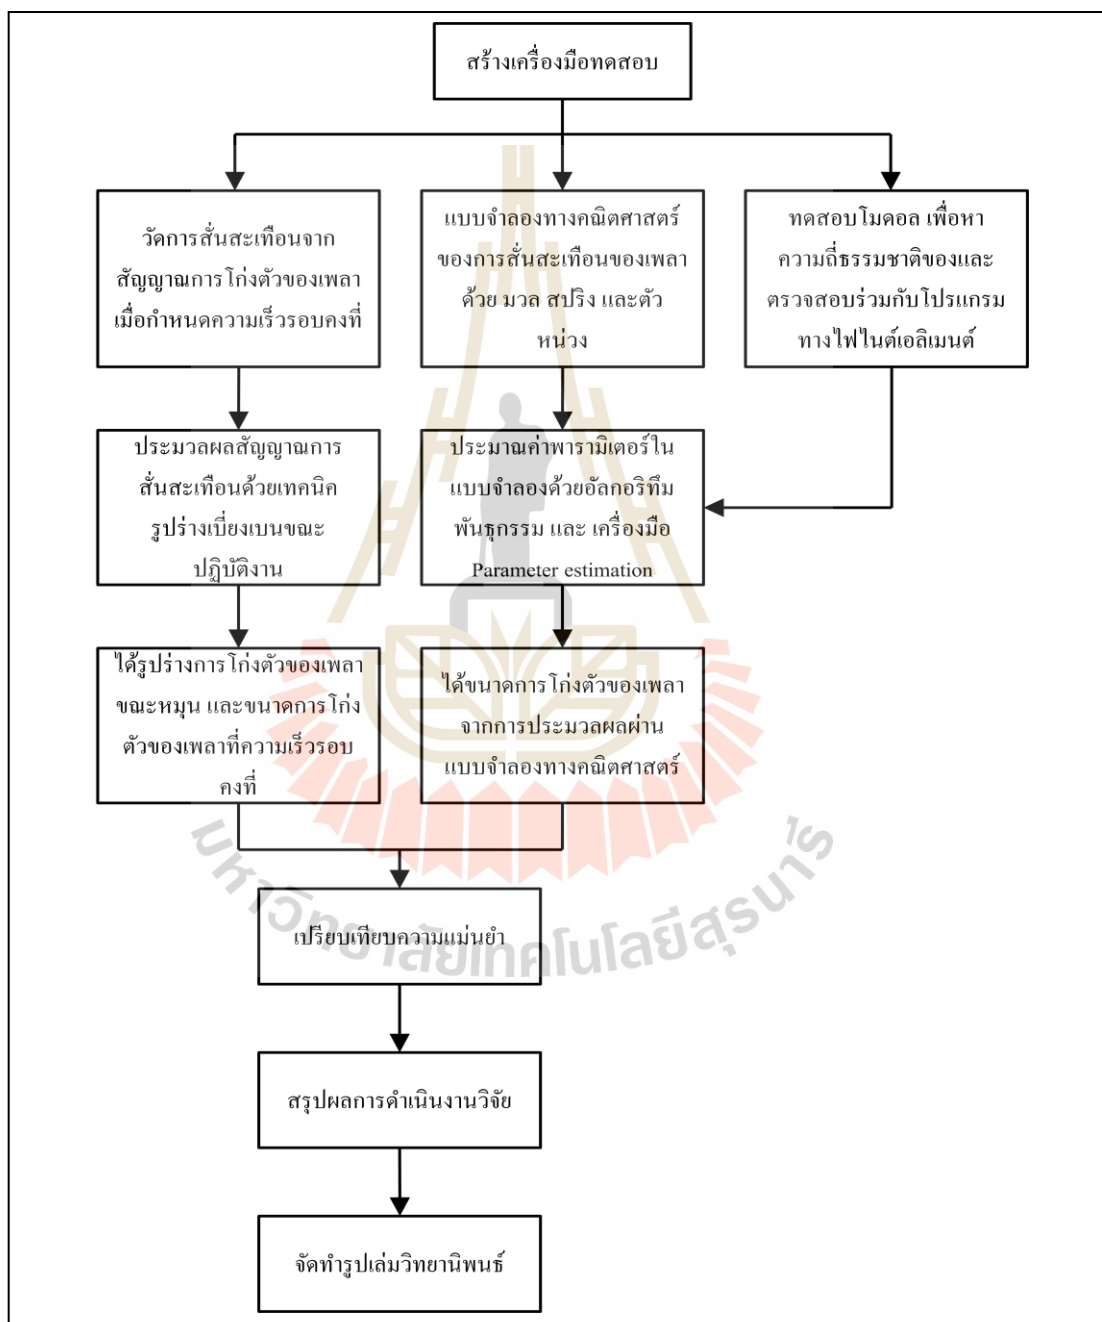 สร้างเครื่องมือทดสอบ
วัดการสั่นสะเทือนจาก
สัญญาณการโก่งตัวของเพลา
เมื่อกำหนดความเร็วรอบคงที่
แบบจำลองทางคณิตศาสตร์
ของการสั่นสะเทือนของเพลา
ด้วย มวล สปริง และตัว
หน่วง
ทดสอบโมดอล เพื่อหา
ความถี่ธรรมชาติของและ
ตรวจสอบร่วมกับโปรแกรม
ทางไฟไนต์เอลิเมนต์
ประมวลผลสัญญาณการ
สั่นสะเทือนด้วยเทคนิค
รูปร่างเบี่ยงเบนขณะ
ปฏิบัติงาน
ประมาณค่าพารามิเตอร์ใน
แบบจำลองด้วยอัลกอริทึม
พันธุกรรม และ เครื่องมือ
Parameter estimation
ได้รูปร่างการโก่งตัวของเพลา
ขณะหมุน และขนาดการโก่ง
ตัวของเพลาที่ความเร็วรอบ
คงที่
ได้ขนาดการโก่งตัวของเพลา
จากการประมวลผลผ่าน
แบบจำลองทางคณิตศาสตร์
เปรียบเทียบความแม่นยำ
มหาวิทยาลัยเทคโนโลยีสุรนารี
สรุปผลการดำเนินงานวิจัย
จัดทำรูปเล่มวิทยานิพนธ์